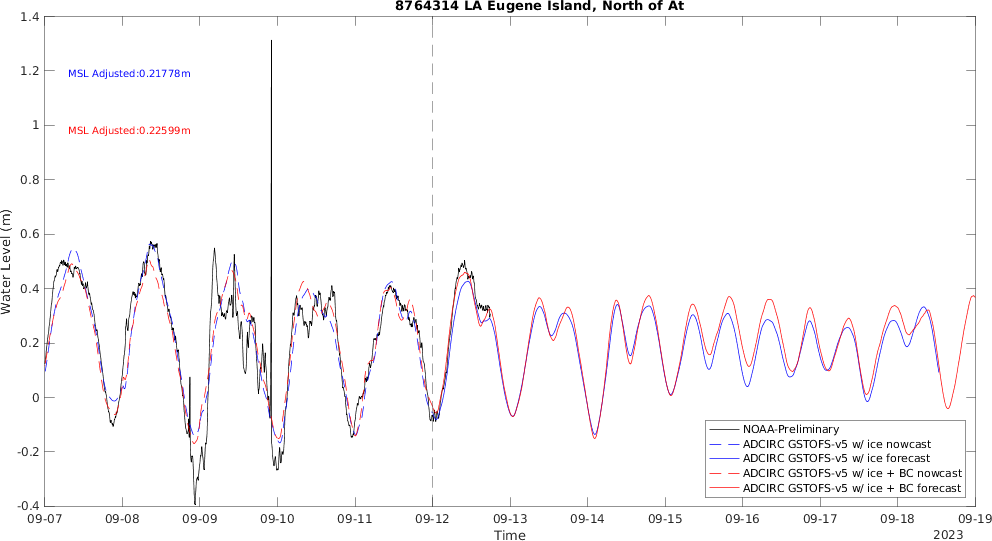 8764314 LA Eugene Island, North of At
1.4
1.2
1
0.8
0.6
0.4
0.2
0
-0.2
-0.4
Water Level (m)
MSL Adjusted:0.21778m
MSL Adjusted:0.22599m
NOAA-Preliminary
ADCIRC GSTOFS-v5 w/ ice nowcast
ADCIRC GSTOFS-v5 w/ ice forecast
ADCIRC GSTOFS-v5 w/ ice + BC nowcast
ADCIRC GSTOFS-v5 w/ ice + BC forecast
09-07 09-08 09-09 09-10 09-11 09-12 09-13 09-14 09-15 09-16 09-17 09-18 09-19
Time
2023